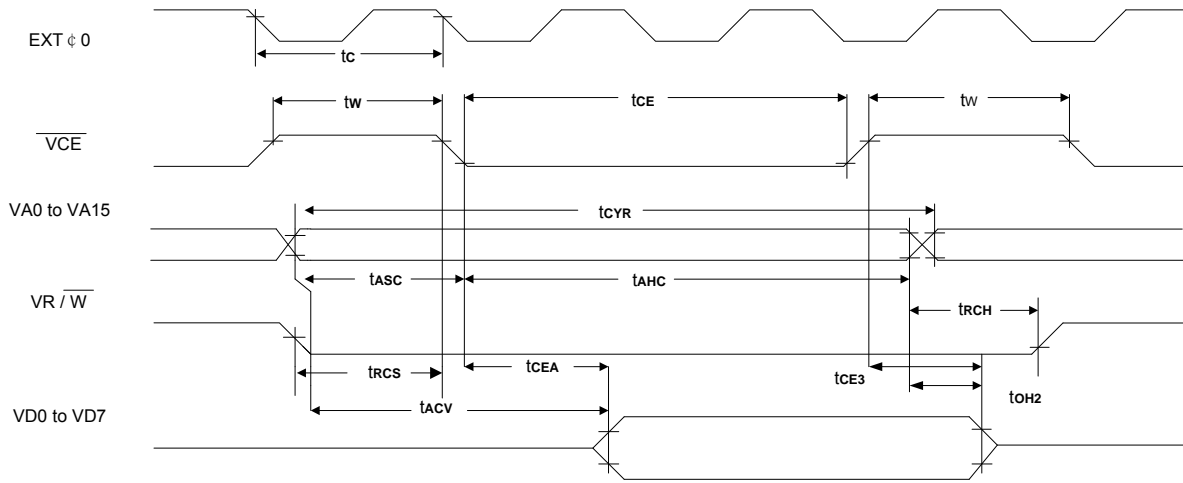 EXT ¢ 0
tC
tW
tCE
tW
VCE
VA0 to VA15
tCYR
tASC
tAHC
VR / W
tRCH
tRCS
tCEA
tCE3
tACV
tOH2
VD0 to VD7